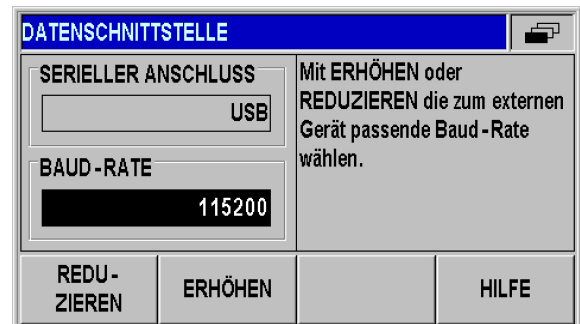 DATENSCHNITTSTELLE
SERIELLER ANSCHLUSS
USB
BAUD-RATE
115200
Mit ERHÖHEN oder
REDUZIEREN die zum externen
Gerät passende Baud-Rate
wählen.
REDU-
ZIEREN
ERHÖHEN
HILFE